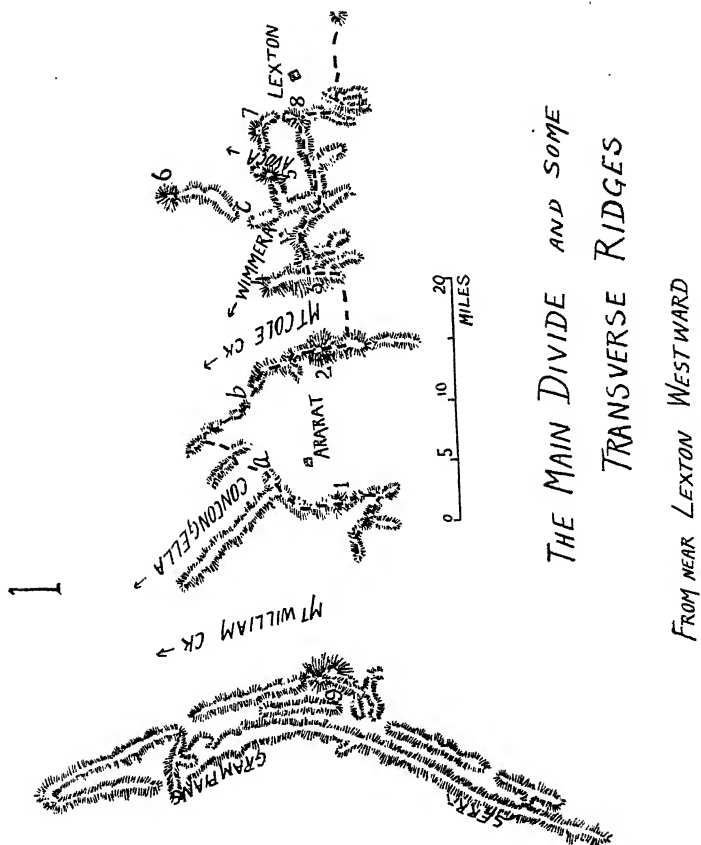 1
GRAMPIANS
SERRA
9
MT WILLIAM CK
CONCONGELLA
a
b
1
ARARAT
2
MT COLE CK
WIMMERA
3
4
c
6
5
AVOCA
7
8
LEXTON
0 5 10 20
MILES
THE MAIN DIVIDE AND SOME
TRANSVERSE RIDGES
FROM NEAR LEXTON WESTWARD